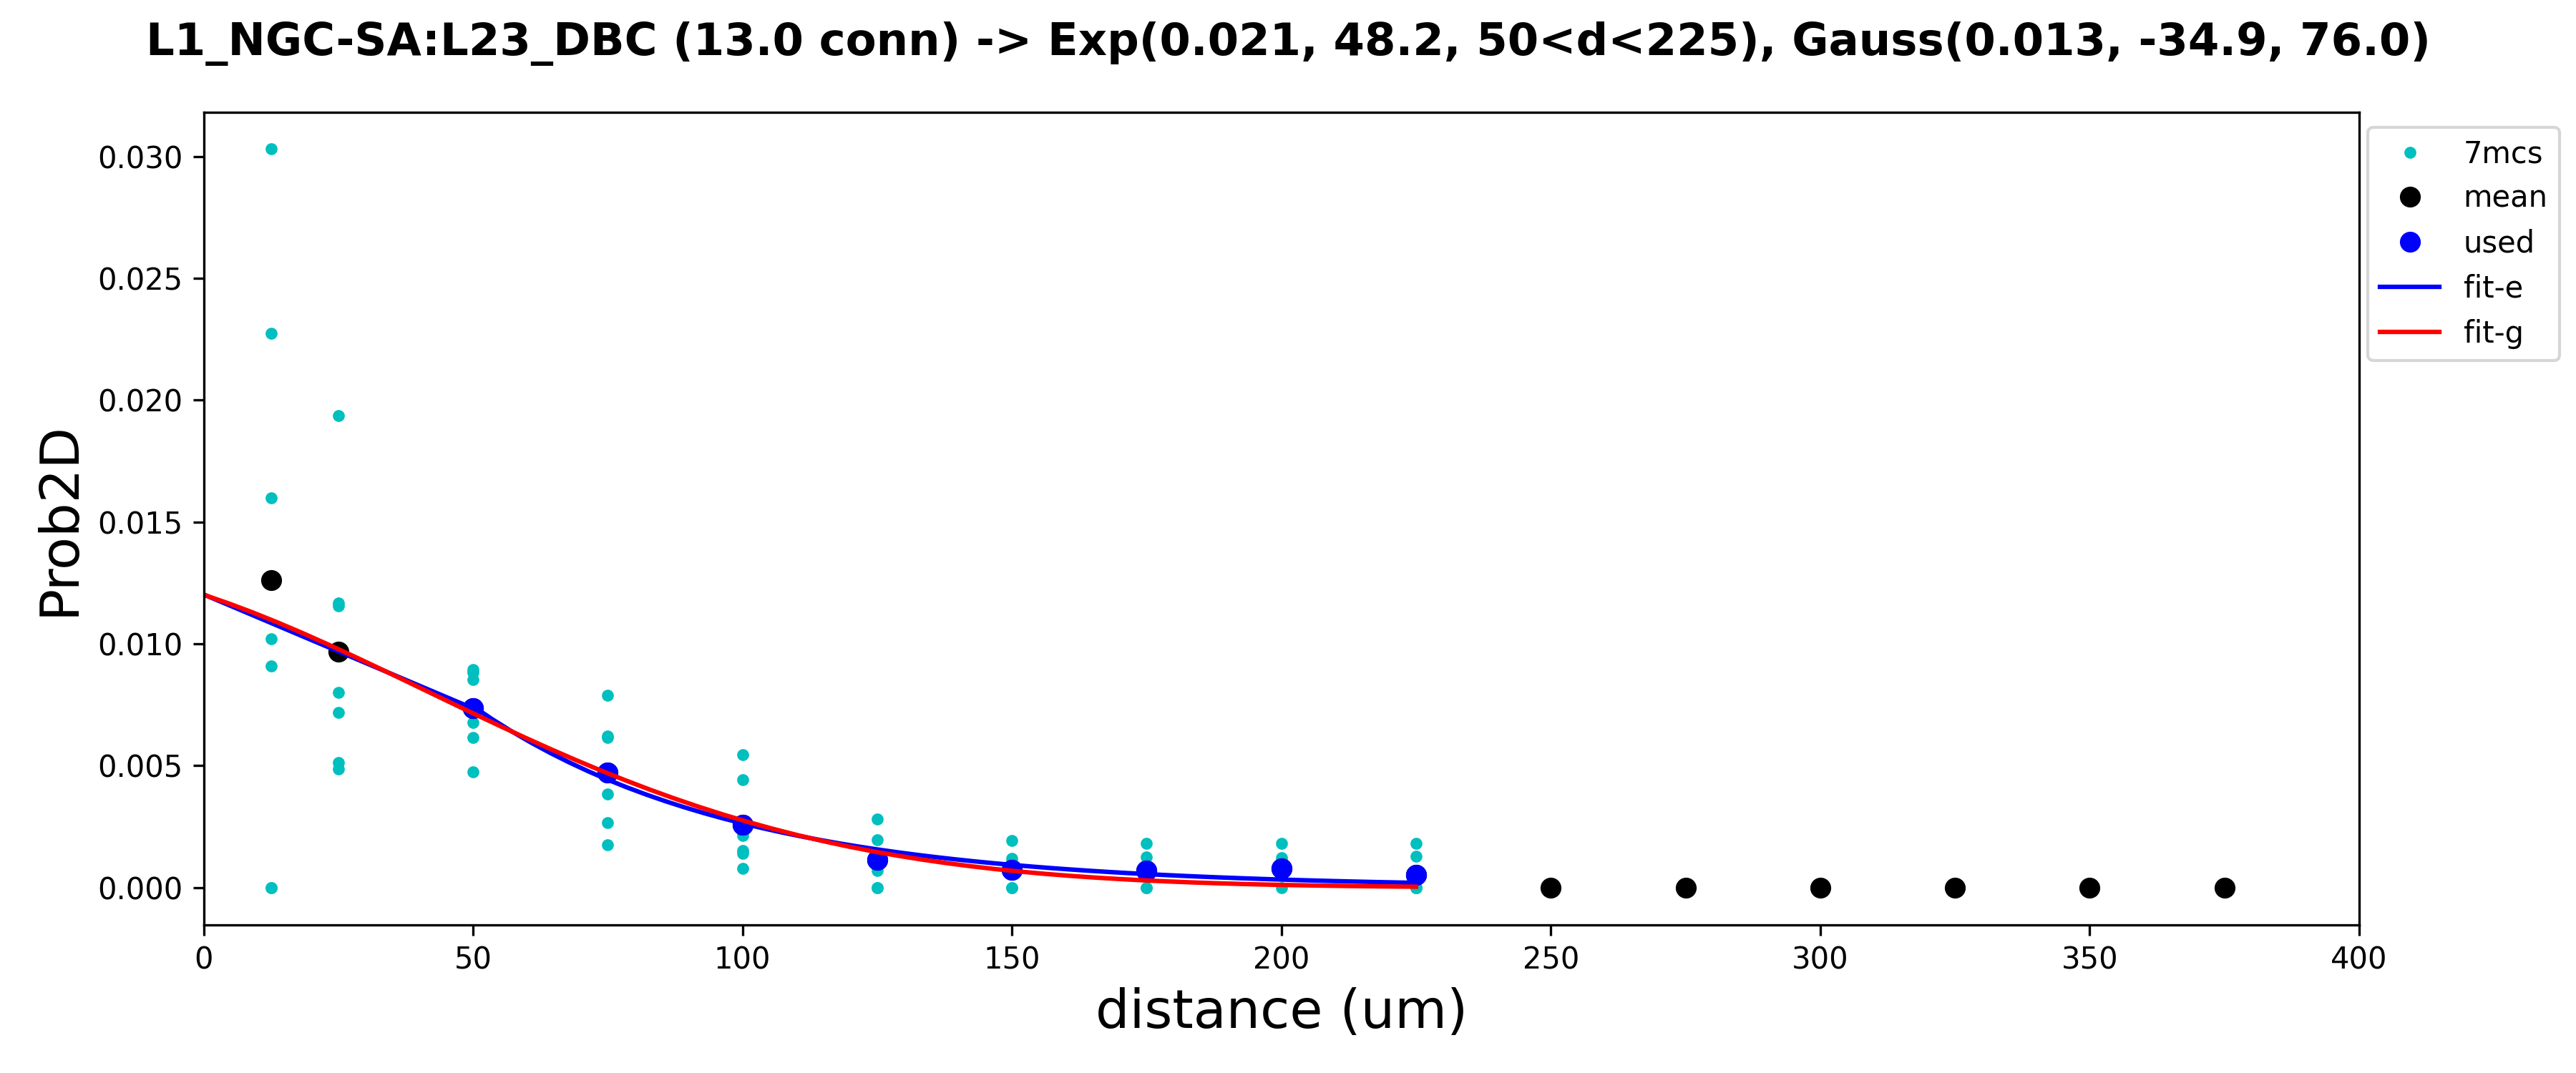 L1_NGC-SA:L23_DBC (13.0 conn) -> Exp(0.021, 48.2, 50<d<225), Gauss(0.013, -34.9, 76.0)
7mcs
mean
used
fit-e
fit-g
Prob2D
0.030
0.025
0.020
0.015
0.010
0.005
0.000
0 50 100 150 200 250 300 350 400
distance (um)